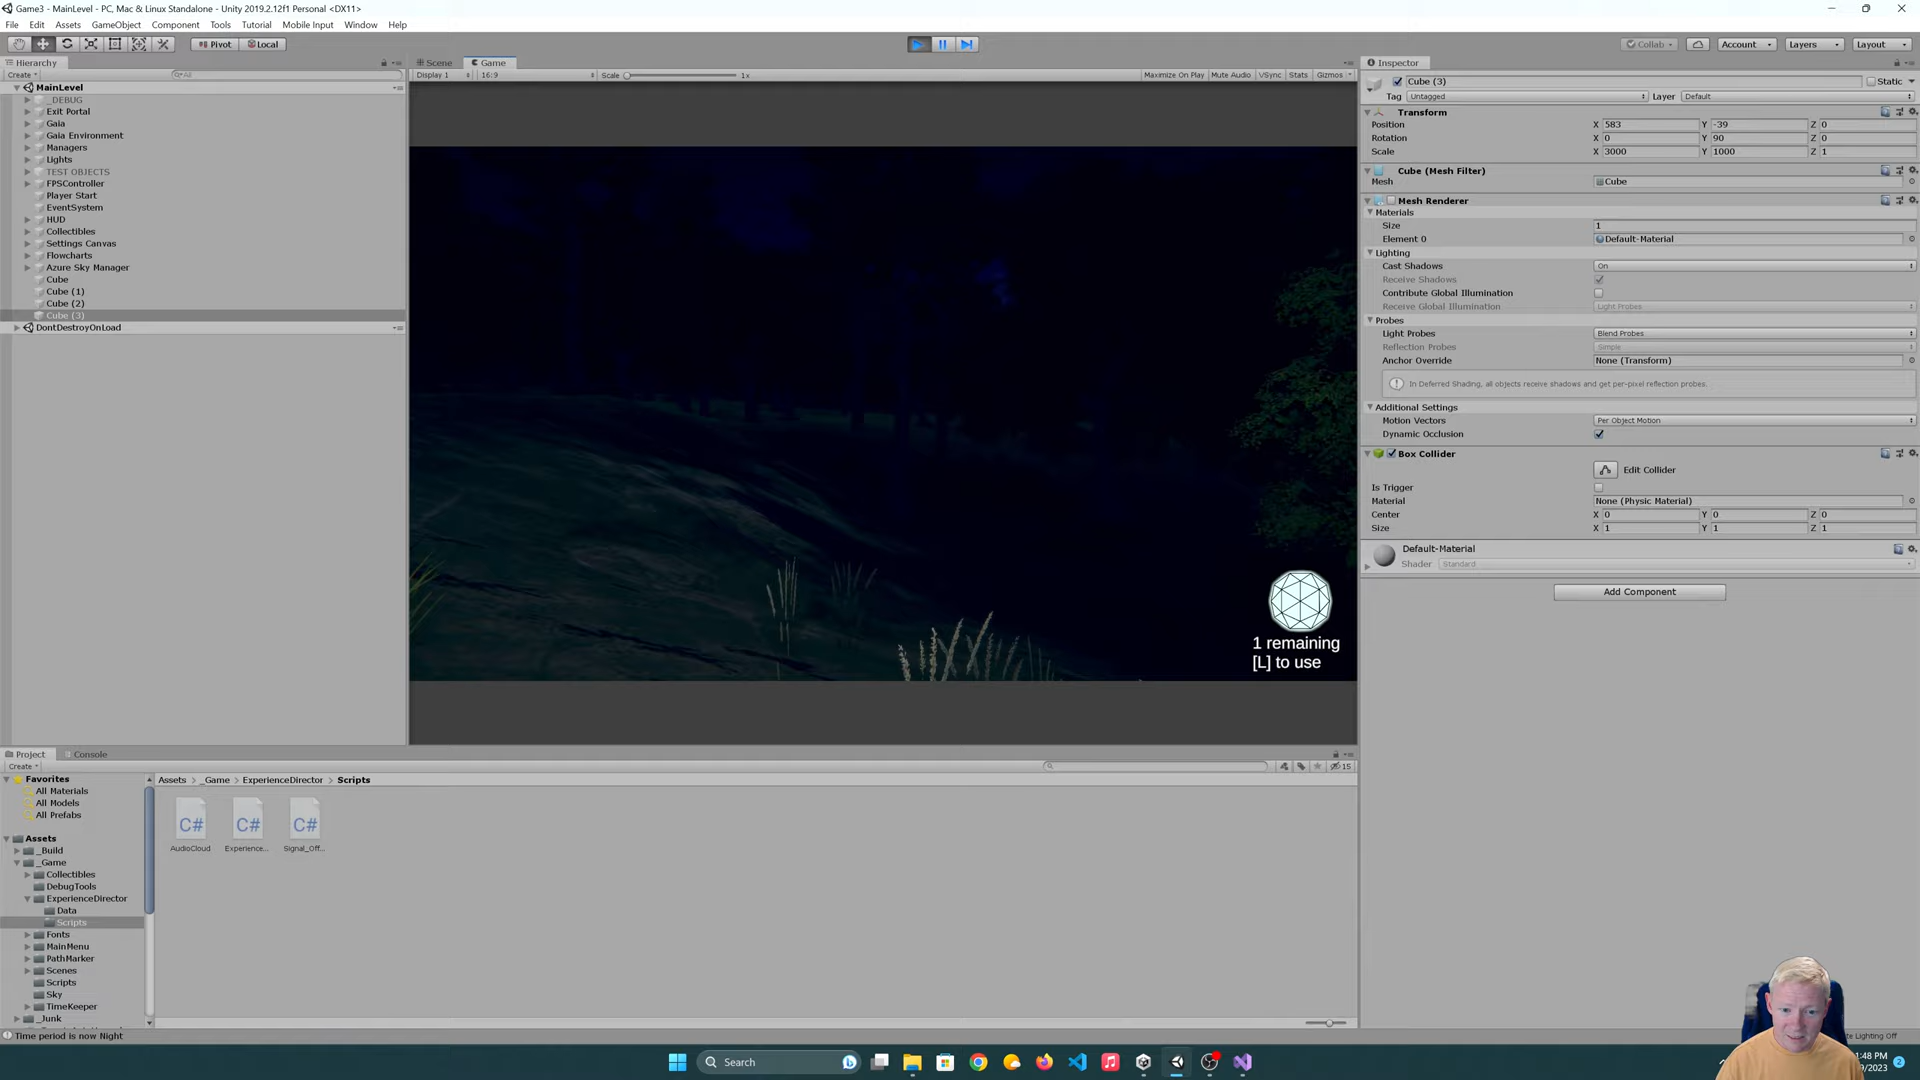 Game3 - MainLevel - PC, Mac & Linux Standalone - Unity 2019.2.12f1 Personal <DX11>
File Edit Assets GameObject Component Tools Tutorial Mobile Input Window Help
Pivot Local Collab Account Layers Layout
Hierarchy
Create All
MainLevel
_DEBUG
Exit Portal
Gaia
Gaia Environment
Managers
Lights
TEST OBJECTS
FPSController
Player Start
EventSystem
HUD
Collectibles
Settings Canvas
Flowcharts
Azure Sky Manager
Cube
Cube (1)
Cube (2)
Cube (3)
DontDestroyOnLoad
Scene Game
Display 1 16:9 Scale 1x Maximize On Play Mute Audio VSync Stats Gizmos
1 remaining
[L] to use
Inspector
Cube (3) Static
Tag Untagged Layer Default
Transform
Position X 583 Y -39 Z 0
Rotation X 0 Y 90 Z 0
Scale X 3000 Y 1000 Z 1
Cube (Mesh Filter)
Mesh Cube
Mesh Renderer
Materials
Size 1
Element 0 Default-Material
Lighting
Cast Shadows On
Receive Shadows
Contribute Global Illumination
Receive Global Illumination Light Probes
Probes
Light Probes Blend Probes
Reflection Probes Simple
Anchor Override None (Transform)
In Deferred Shading, all objects receive shadows and get per-pixel reflection probes.
Additional Settings
Motion Vectors Per Object Motion
Dynamic Occlusion
Box Collider
Edit Collider
Is Trigger
Material None (Physic Material)
Center X 0 Y 0 Z 0
Size X 1 Y 1 Z 1
Default-Material
Shader Standard
Add Component
Project Console
Create 15
Favorites
All Materials
All Models
All Prefabs
Assets
_Build
_Game
Collectibles
DebugTools
ExperienceDirector
Data
Scripts
Fonts
MainMenu
PathMarker
Scenes
Scripts
Sky
TimeKeeper
_Junk
Assets > _Game > ExperienceDirector > Scripts
C# C# C#
AudioCloud Experience... Signal_Off...
Time period is now Night
Lighting Off
Search
:48 PM
/2023
2